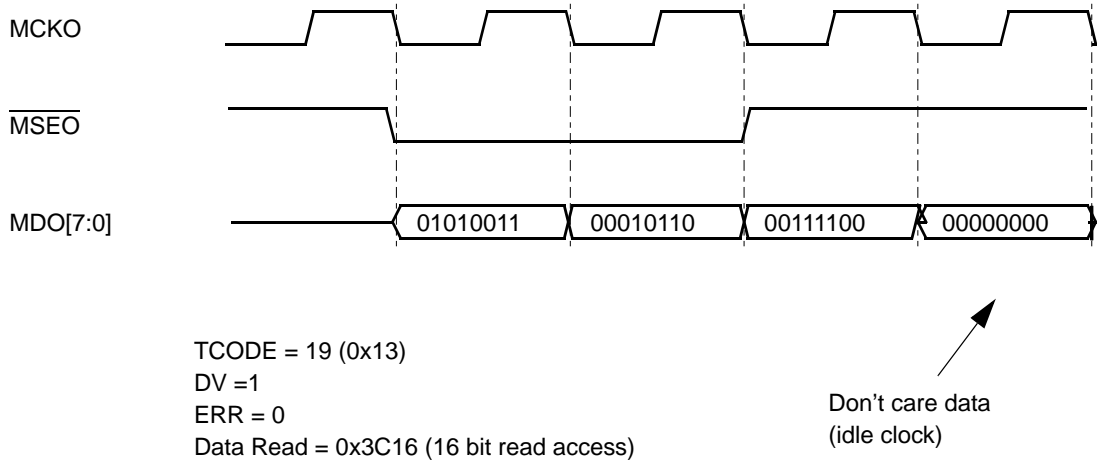 MCKO
MSEO
MDO[7:0] 01010011 00010110 00111100 00000000
TCODE = 19 (0x13)
DV =1
ERR = 0
Data Read = 0x3C16 (16 bit read access)
Don't care data
(idle clock)